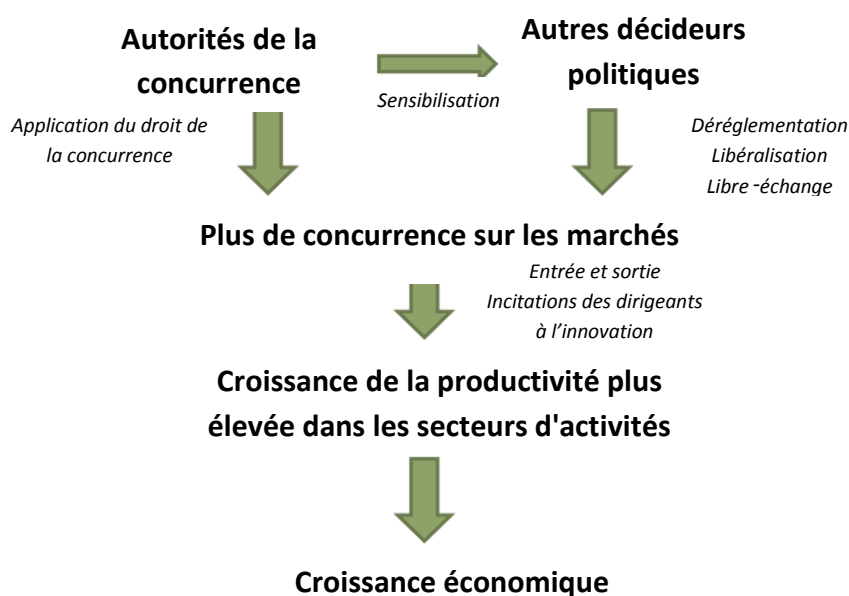 Autorités de la
concurrence
Autres décideurs
politiques
Sensibilisation
Application du droit de
la concurrence
Déréglementation
Libéralisation
Libre -échange
Plus de concurrence sur les marchés
Entrée et sortie
Incitations des dirigeants
à l’innovation
Croissance de la productivité plus
élevée dans les secteurs d'activités
Croissance économique